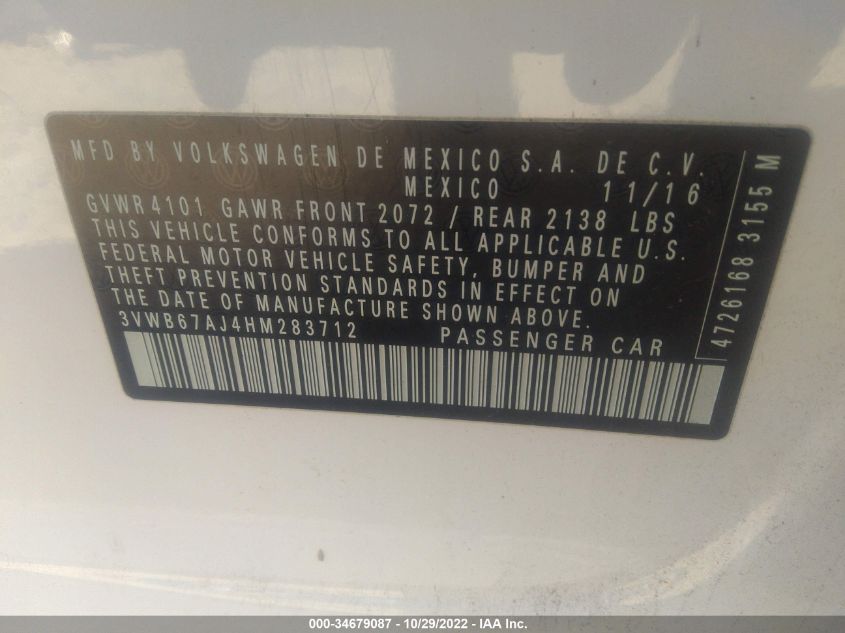 MFD BY VOLKSWAGEN DE MEXICO S.A. DE C.V.
MEXICO 11/16
GVWR 4101 GAWR FRONT 2072 / REAR 2138 LBS
THIS VEHICLE CONFORMS TO ALL APPLICABLE U.S.
FEDERAL MOTOR VEHICLE SAFETY, BUMPER AND
THEFT PREVENTION STANDARDS IN EFFECT ON
THE DATE OF MANUFACTURE SHOWN ABOVE.
3VWB67AJ4HM283712 PASSENGER CAR
4726168 3155 M
000-34679087 - 10/29/2022 - IAA Inc.